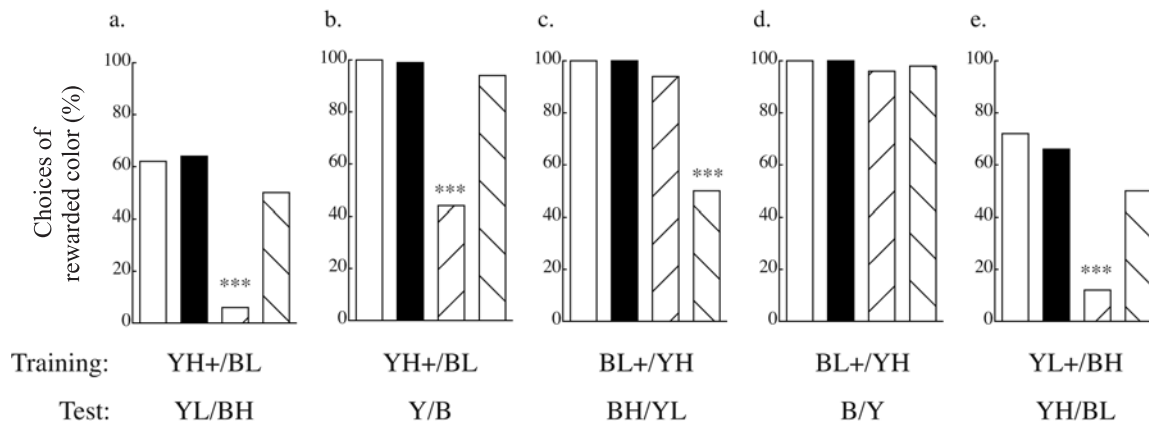 a. b. c. d. e.
100 100 100 100 100
80 80 80 80 80
60 60 60 60 60
40 40 40 40 40
20 20 20 20 20
0 0 0 0 0
*** *** *** ***
Choices of
rewarded color (%)
Training: YH+/BL YH+/BL BL+/YH BL+/YH YL+/BH
Test: YL/BH Y/B BH/YL B/Y YH/BL